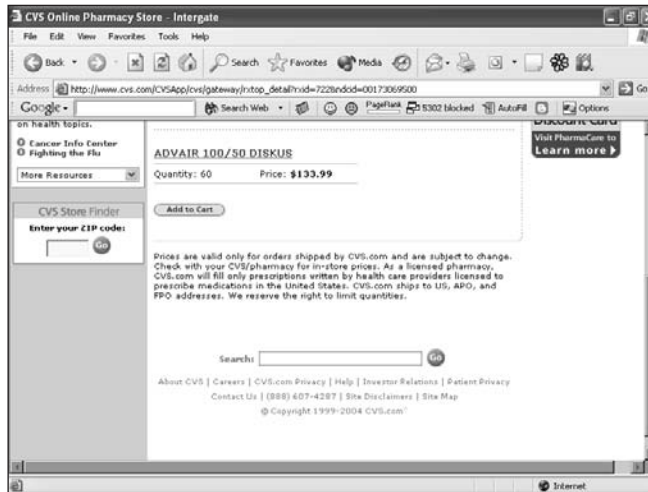 CVS Online Pharmacy Store - Intergate
File Edit View Favorites Tools Help
Back Search Favorites Media
Address http://www.cvs.com/CVSApp/cvs/gateway/rxtop_detail?rxid=722&ndcid=00173069500 Go
Google Search Web PageRank 5302 blocked AutoFill Options
on health topics.
Cancer Info Center
Fighting the Flu
More Resources
CVS Store Finder
Enter your ZIP code:
Go
ADVAIR 100/50 DISKUS
Quantity: 60 Price: $133.99
Add to Cart
Prices are valid only for orders shipped by CVS.com and are subject to change.
Check with your CVS/pharmacy for in-store prices. As a licensed pharmacy,
CVS.com will fill only prescriptions written by health care providers licensed to
prescribe medications in the United States. CVS.com ships to US, APO, and
FPO addresses. We reserve the right to limit quantities.
Discount Card
Visit PharmaCare to
Learn more
Search: Go
About CVS | Careers | CVS.com Privacy | Help | Investor Relations | Patient Privacy
Contact Us | (888) 607-4287 | Site Disclaimers | Site Map
© Copyright 1999-2004 CVS.com
Internet